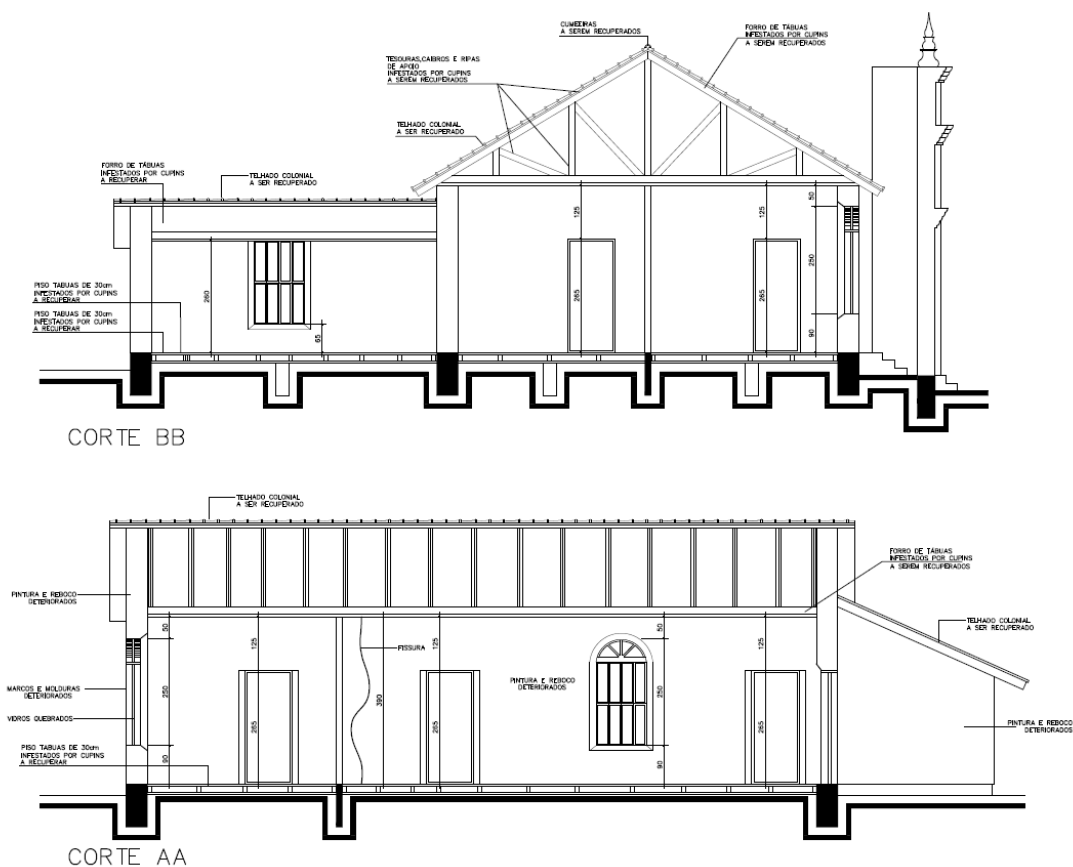 CUMEEIRAS
A SEREM RECUPERADOS
FORRO DE TÁBUAS
INFESTADOS POR CUPINS
A SEREM RECUPERADOS
TESOURAS,CAIBROS E RIPAS
DE APOIO
INFESTADOS POR CUPINS
A SEREM RECUPERADOS
TELHADO COLONIAL
A SER RECUPERADO
FORRO DE TÁBUAS
INFESTADOS POR CUPINS
A RECUPERAR
TELHADO COLONIAL
A SER RECUPERADO
PISO TABUAS DE 30cm
INFESTADOS POR CUPINS
A RECUPERAR
PISO TABUAS DE 30cm
INFESTADOS POR CUPINS
A RECUPERAR
260
65
125
265
125
265
50
250
90
CORTE BB
TELHADO COLONIAL
A SER RECUPERADO
FORRO DE TÁBUAS
INFESTADOS POR CUPINS
A SEREM RECUPERADOS
PINTURA E REBOCO
DETERIORADOS
TELHADO COLONIAL
A SER RECUPERADO
MARCOS E MOLDURAS
DETERIORADOS
VIDROS QUEBRADOS
PISO TABUAS DE 30cm
INFESTADOS POR CUPINS
A RECUPERAR
50
250
90
125
265
FISSURA
390
125
265
PINTURA E REBOCO
DETERIORADOS
50
250
90
125
265
PINTURA E REBOCO
DETERIORADOS
CORTE AA